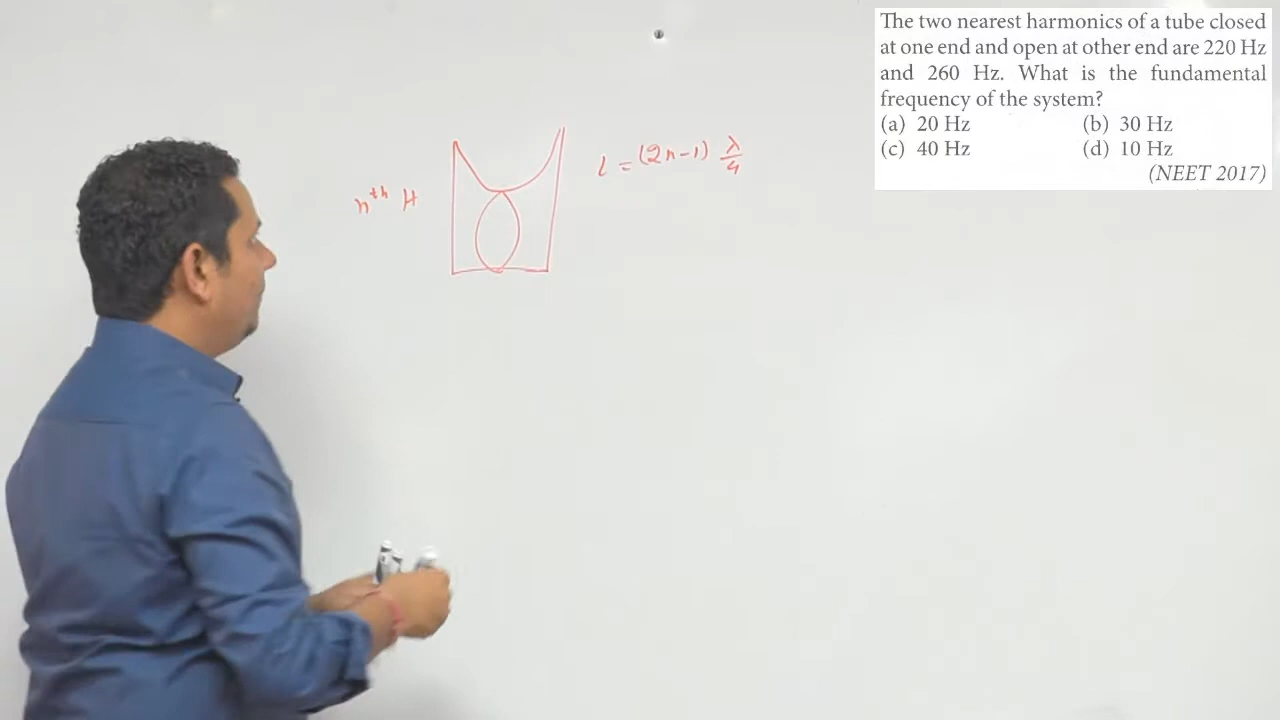 The two nearest harmonics of a tube closed
at one end and open at other end are 220 Hz
and 260 Hz. What is the fundamental
frequency of the system?
(a) 20 Hz (b) 30 Hz
(c) 40 Hz (d) 10 Hz
(NEET 2017)
nth H
l = (2n-1) λ/4